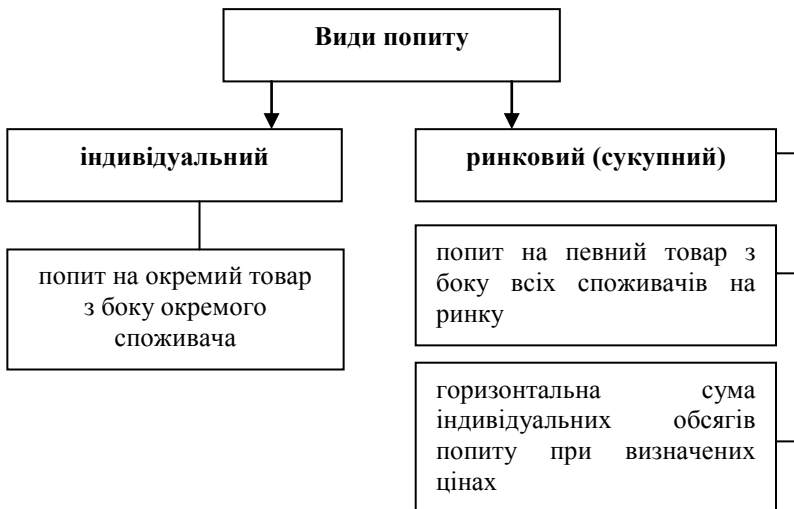 Види попиту
індивідуальний
ринковий (сукупний)
попит на окремий товар
з боку окремого
споживача
попит на певний товар з
боку всіх споживачів на
ринку
горизонтальна сума
індивідуальних обсягів
попиту при визначених
цінах